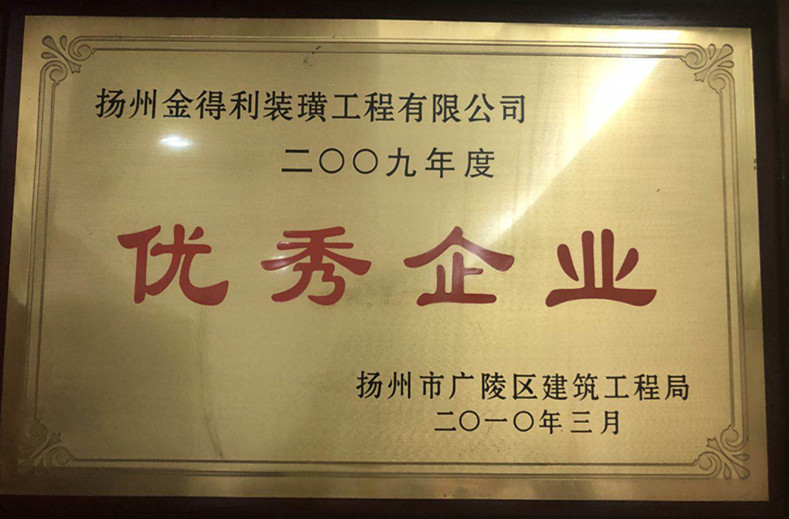 扬州金得利装璜工程有限公司
二〇〇九年度
优秀企业
扬州市广陵区建筑工程局
二〇一〇年三月